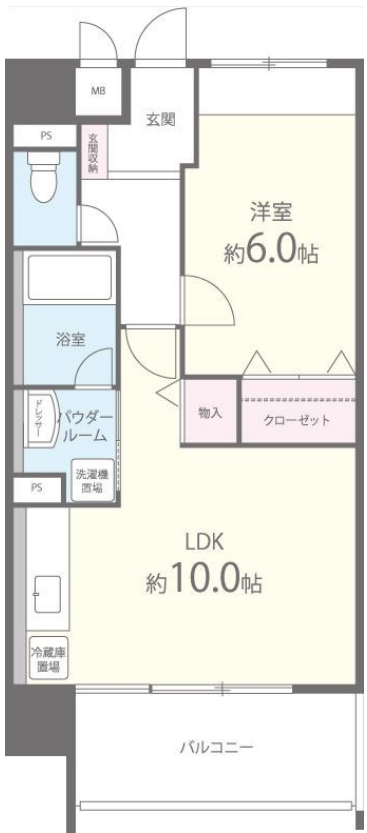 MB
玄関
PS
玄関
収納
洋室
約6.0帖
浴室
物入
クローゼット
ドレッサー
パウダー
ルーム
洗濯機
置場
PS
LDK
約10.0帖
冷蔵庫
置場
バルコニー